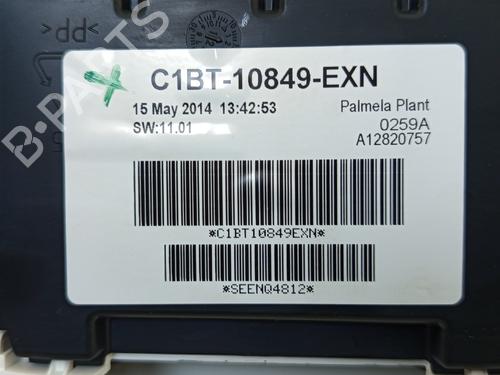 >PP<
B-PARTS
C1BT-10849-EXN
15 May 2014 13:42:53
Palmela Plant
SW:11.01
0259A
A12820757
*C1BT10849EXN*
*SEENQ4812*